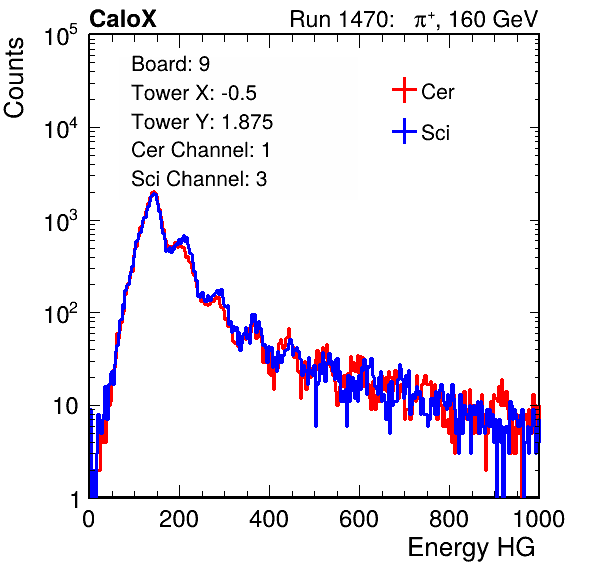 CaloX Run 1470: π⁺, 160 GeV
Counts
10⁵
10⁴
10³
10²
10
1
Board: 9
Tower X: -0.5
Tower Y: 1.875
Cer Channel: 1
Sci Channel: 3
Cer
Sci
0 200 400 600 800 1000
Energy HG